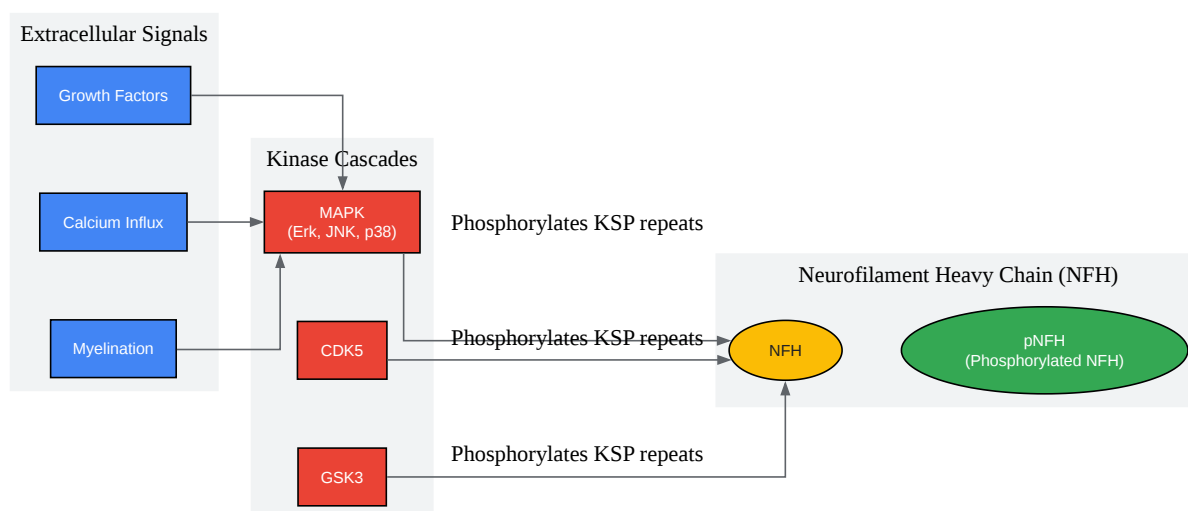 Extracellular Signals
Growth Factors
Kinase Cascades
MAPK
(Erk, JNK, p38)
Calcium Influx
Phosphorylates KSP repeats
Neurofilament Heavy Chain (NFH)
Myelination
CDK5
Phosphorylates KSP repeats
NFH
pNFH
(Phosphorylated NFH)
GSK3
Phosphorylates KSP repeats